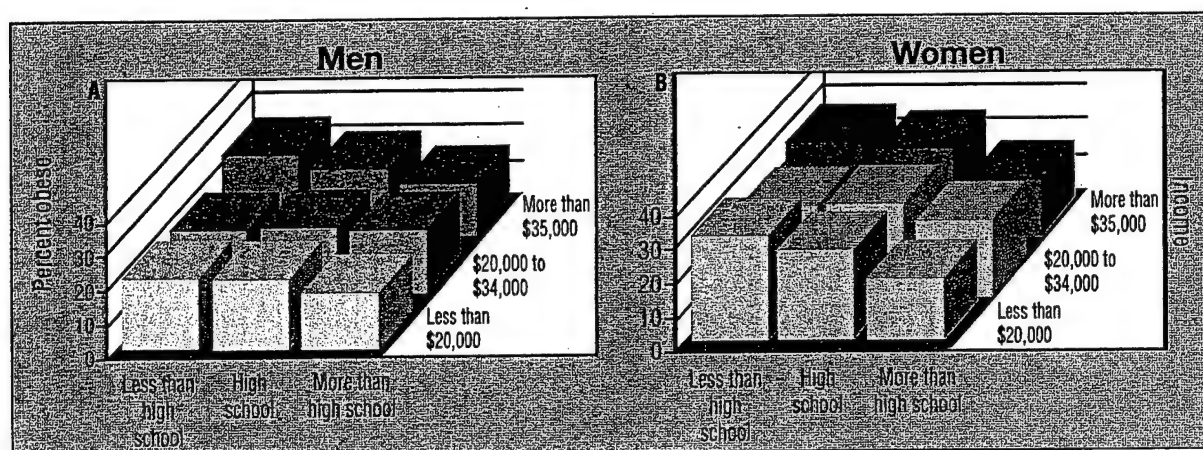 Men
A
Percent obese
40
30
20
10
0
More than
$35,000
$20,000 to
$34,000
Less than
$20,000
Less than
high
school
High
school
More than
high school
Women
B
40
30
20
10
0
More than
$35,000
$20,000 to
$34,000
Less than
$20,000
Income
Less than
high
school
High
school
More than
high school